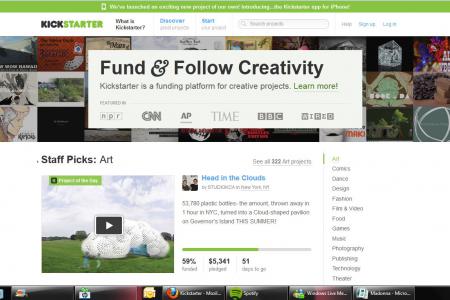 We've launched an exciting new project of our own! Introducing...the Kickstarter app for iPhone!
KICKSTARTER
What is Kickstarter?
Discover
great projects
Start
your project
Search projects
Help
Sign up
Log in
Fund & Follow Creativity
Kickstarter is a funding platform for creative projects. Learn more!
FEATURED IN
npr
CNN
AP
TIME
BBC
WIRED
Staff Picks: Art
See all 322 Art projects
Project of the Day
Head in the Clouds
by STUDIOKCA in New York, NY
53,780 plastic bottles- the amount, thrown away
in 1 hour in NYC, turned into a Cloud-shaped pavilion
on Governor's Island THIS SUMMER!
59%
funded
$5,341
pledged
51
days to go
Art
Comics
Dance
Design
Fashion
Film & Video
Food
Games
Music
Photography
Publishing
Technology
Theater
Kickstarter - Mozil...
Spotify
Windows Live Me...
Madonna - Micro...